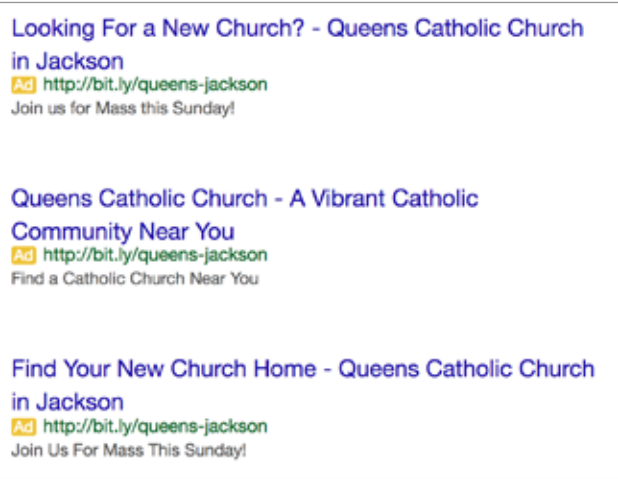 Looking For a New Church? - Queens Catholic Church
in Jackson
Ad http://bit.ly/queens-jackson
Join us for Mass this Sunday!
Queens Catholic Church - A Vibrant Catholic
Community Near You
Ad http://bit.ly/queens-jackson
Find a Catholic Church Near You
Find Your New Church Home - Queens Catholic Church
in Jackson
Ad http://bit.ly/queens-jackson
Join Us For Mass This Sunday!